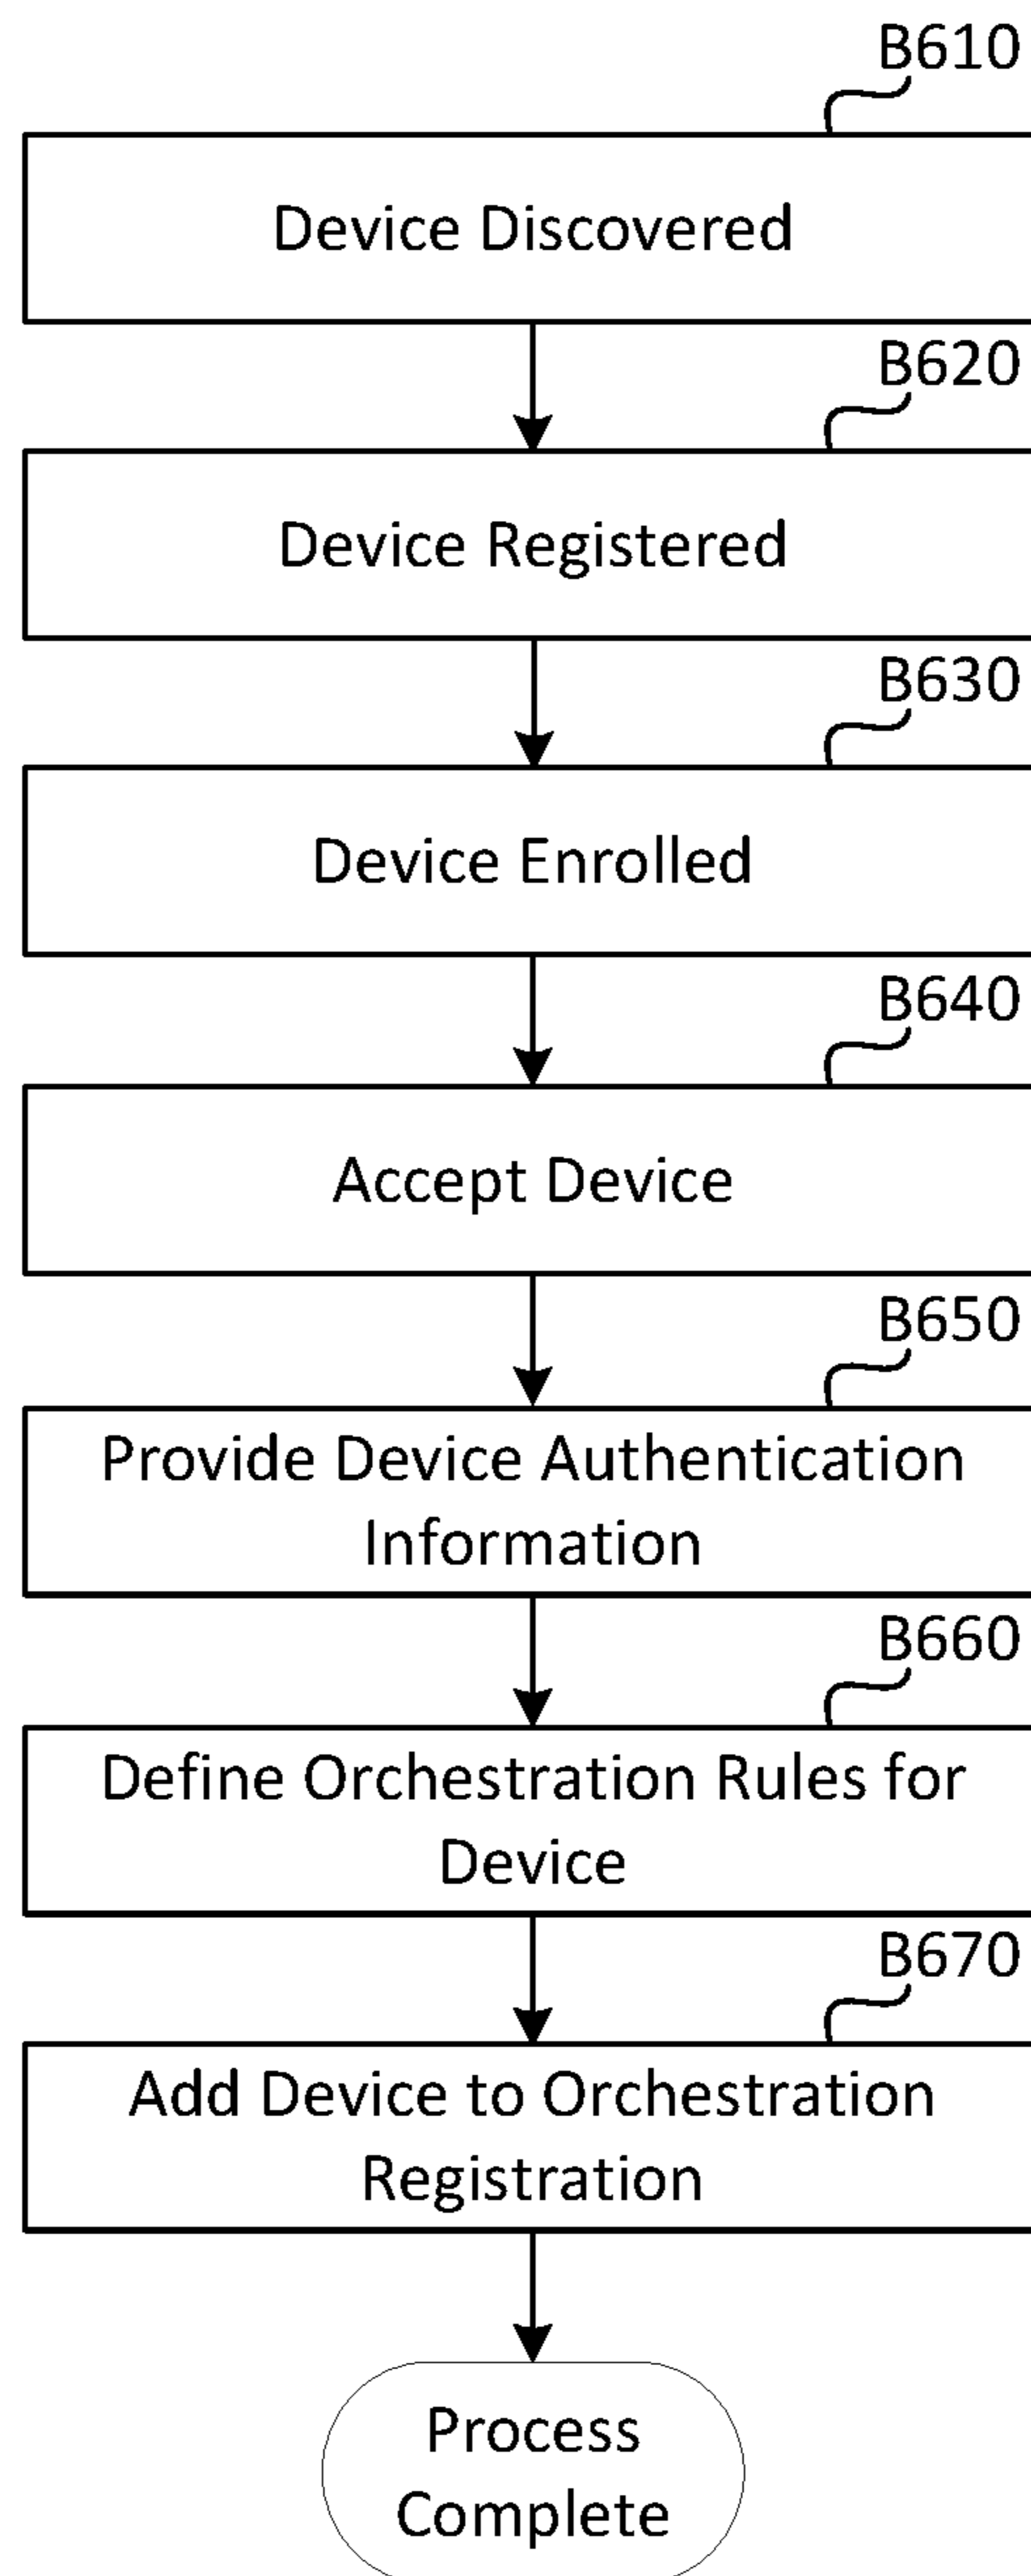 B610
Device Discovered
B620
Device Registered
B630
Device Enrolled
B640
Accept Device
B650
Provide Device Authentication
Information
B660
Define Orchestration Rules for
Device
B670
Add Device to Orchestration
Registration
Process
Complete